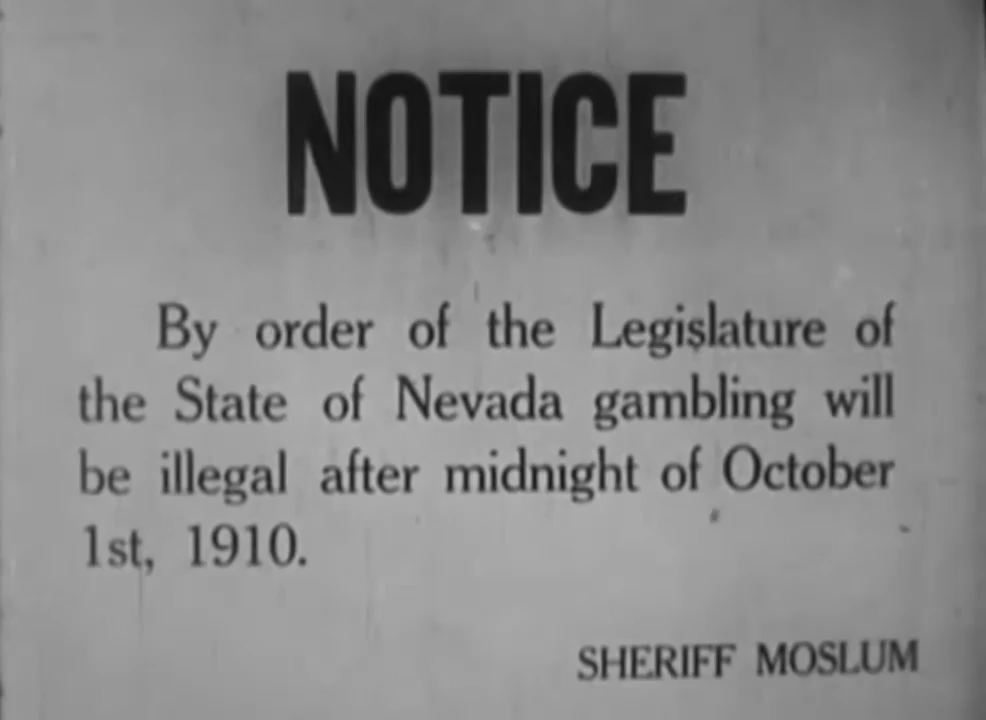 NOTICE
By order of the Legislature of
the State of Nevada gambling will
be illegal after midnight of October
1st, 1910.
SHERIFF MOSLUM